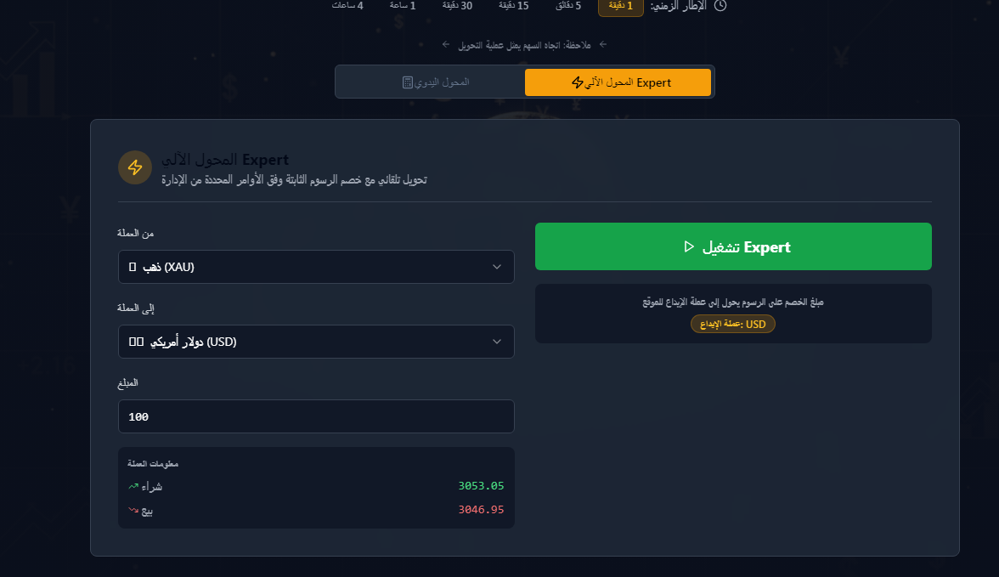 الإطار الزمني: 1 دقيقة 5 دقائق 15 دقيقة 30 دقيقة 1 ساعة 4 ساعات
← ملاحظة: اتجاه السهم يمثل عملية التحويل ←
Expert المحول الآلي
المحول اليدوي
Expert المحول الآلي
تحويل تلقائي مع خصم الرسوم الثابتة وفق الأوامر المحددة من الإدارة
من العملة
ذهب (XAU)
إلى العملة
دولار أمريكي (USD)
المبلغ
100
معلومات العملة
شراء 3053.05
بيع 3046.95
Expert تشغيل
مبلغ الخصم على الرسوم يحول إلى عملة الإيداع للموقع
عملة الإيداع: USD